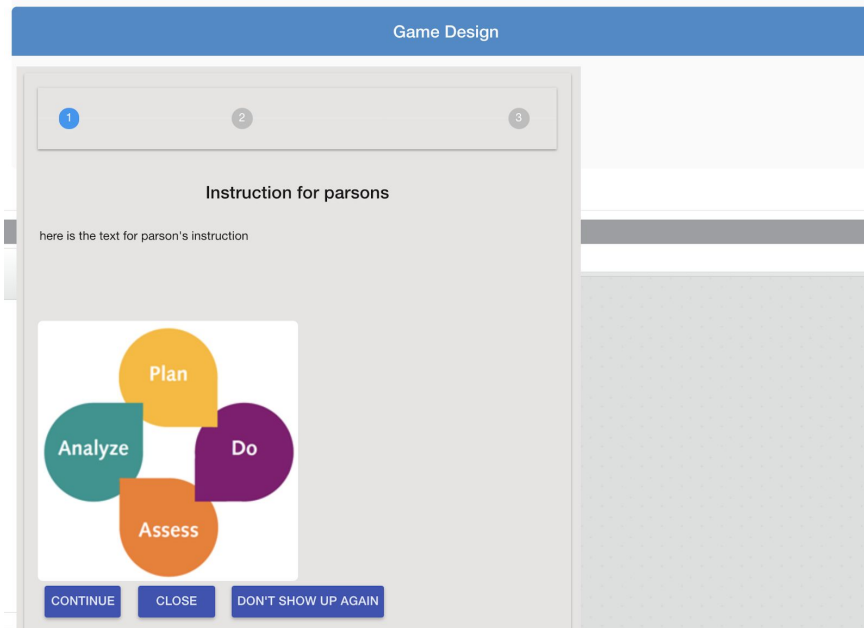 Game Design
1 2 3
Instruction for parsons
here is the text for parson's instruction
Plan
Analyze Do
Assess
CONTINUE CLOSE DON'T SHOW UP AGAIN